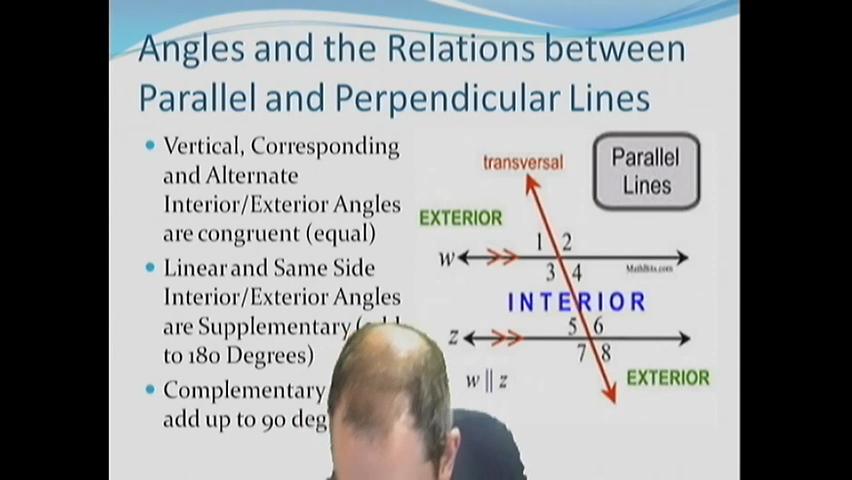 Angles and the Relations between
Parallel and Perpendicular Lines
Vertical, Corresponding
and Alternate
Interior/Exterior Angles
are congruent (equal)
Linear and Same Side
Interior/Exterior Angles
are Supplementary
to 180 Degrees)
Complementary
add up to 90 deg
transversal
Parallel
Lines
EXTERIOR
1 2
w
3 4
MathBits.com
INTERIOR
5 6
z
7 8
w || z
EXTERIOR